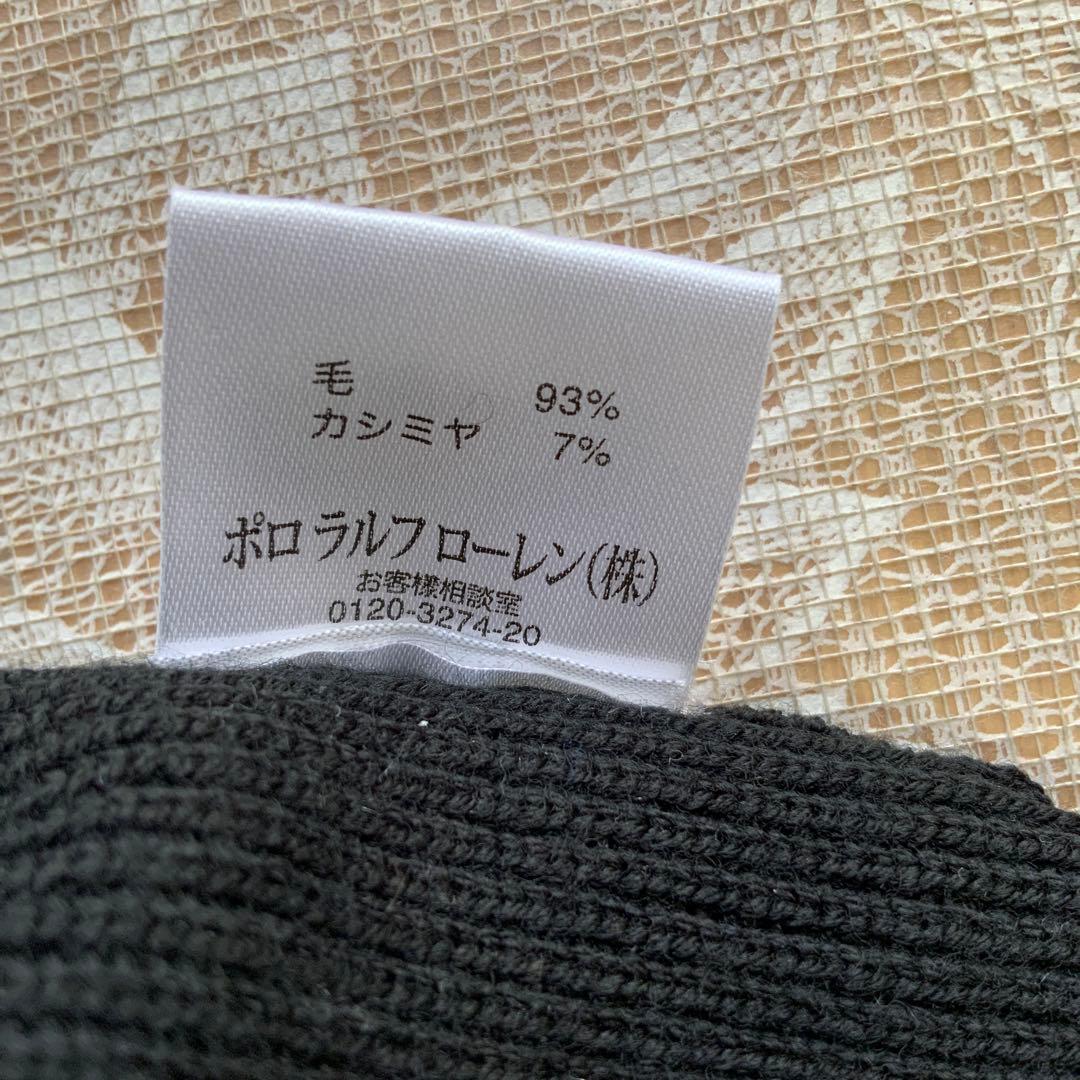 毛 93%
カシミヤ 7%
ポロ ラルフ ローレン(株)
お客様相談室
0120-3274-20